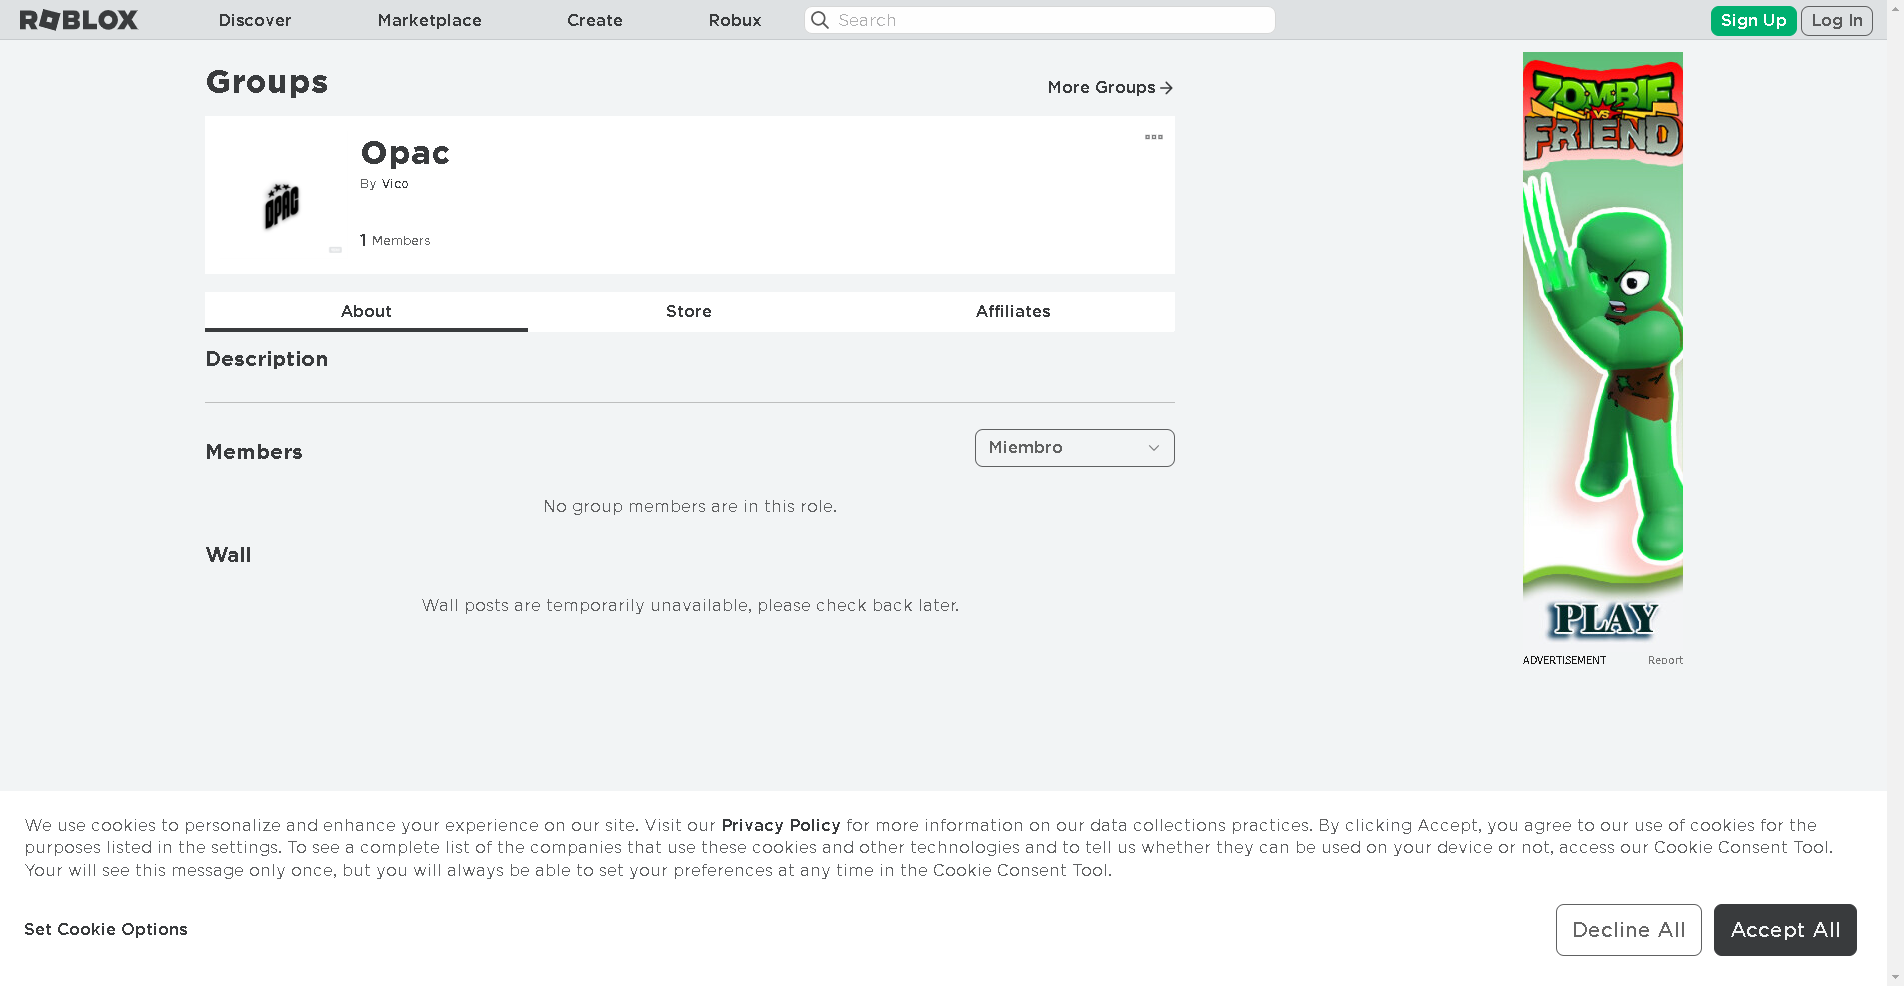 ROBLOX
Discover
Marketplace
Create
Robux
Search
Sign Up
Log In
Groups
More Groups
Opac
By Vico
OPAC
1 Members
About
Store
Affiliates
Description
Members
Miembro
No group members are in this role.
Wall
Wall posts are temporarily unavailable, please check back later.
ZOMBIE
VS
FRIEND
PLAY
ADVERTISEMENT
Report
We use cookies to personalize and enhance your experience on our site. Visit our Privacy Policy for more information on our data collections practices. By clicking Accept, you agree to our use of cookies for the
purposes listed in the settings. To see a complete list of the companies that use these cookies and other technologies and to tell us whether they can be used on your device or not, access our Cookie Consent Tool.
Your will see this message only once, but you will always be able to set your preferences at any time in the Cookie Consent Tool.
Set Cookie Options
Decline All
Accept All